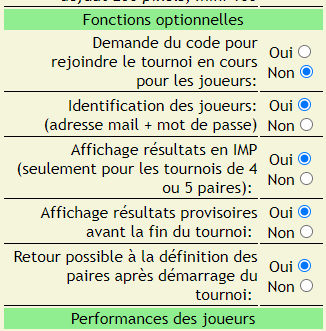 Fonctions optionnelles
Demande du code pour
rejoindre le tournoi en cours
pour les joueurs:
Oui
Non
Identification des joueurs:
(adresse mail + mot de passe)
Oui
Non
Affichage résultats en IMP
(seulement pour les tournois de 4
ou 5 paires):
Oui
Non
Affichage résultats provisoires
avant la fin du tournoi:
Oui
Non
Retour possible à la définition des
paires après démarrage du
tournoi:
Oui
Non
Performances des joueurs